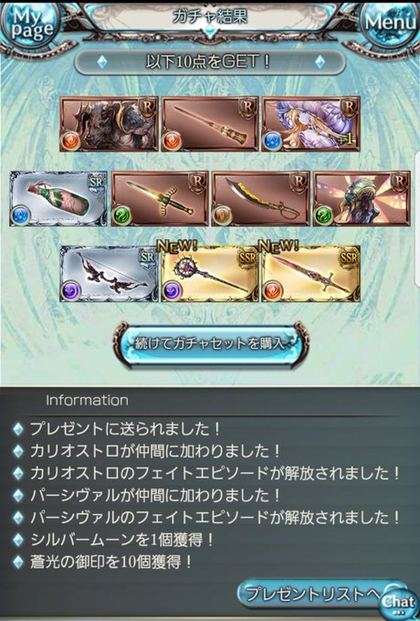 My page
ガチャ結果
Menu
以下10点をGET！
R
R
R
+1
SR
R
R
R
NEW!
NEW!
SR
SSR
SSR
続けてガチャセットを購入
Information
プレゼントに送られました！
カリオストロが仲間に加わりました！
カリオストロのフェイトエピソードが解放されました！
パーシヴァルが仲間に加わりました！
パーシヴァルのフェイトエピソードが解放されました！
シルバームーンを1個獲得！
蒼光の御印を10個獲得！
プレゼントリストへ
Chat